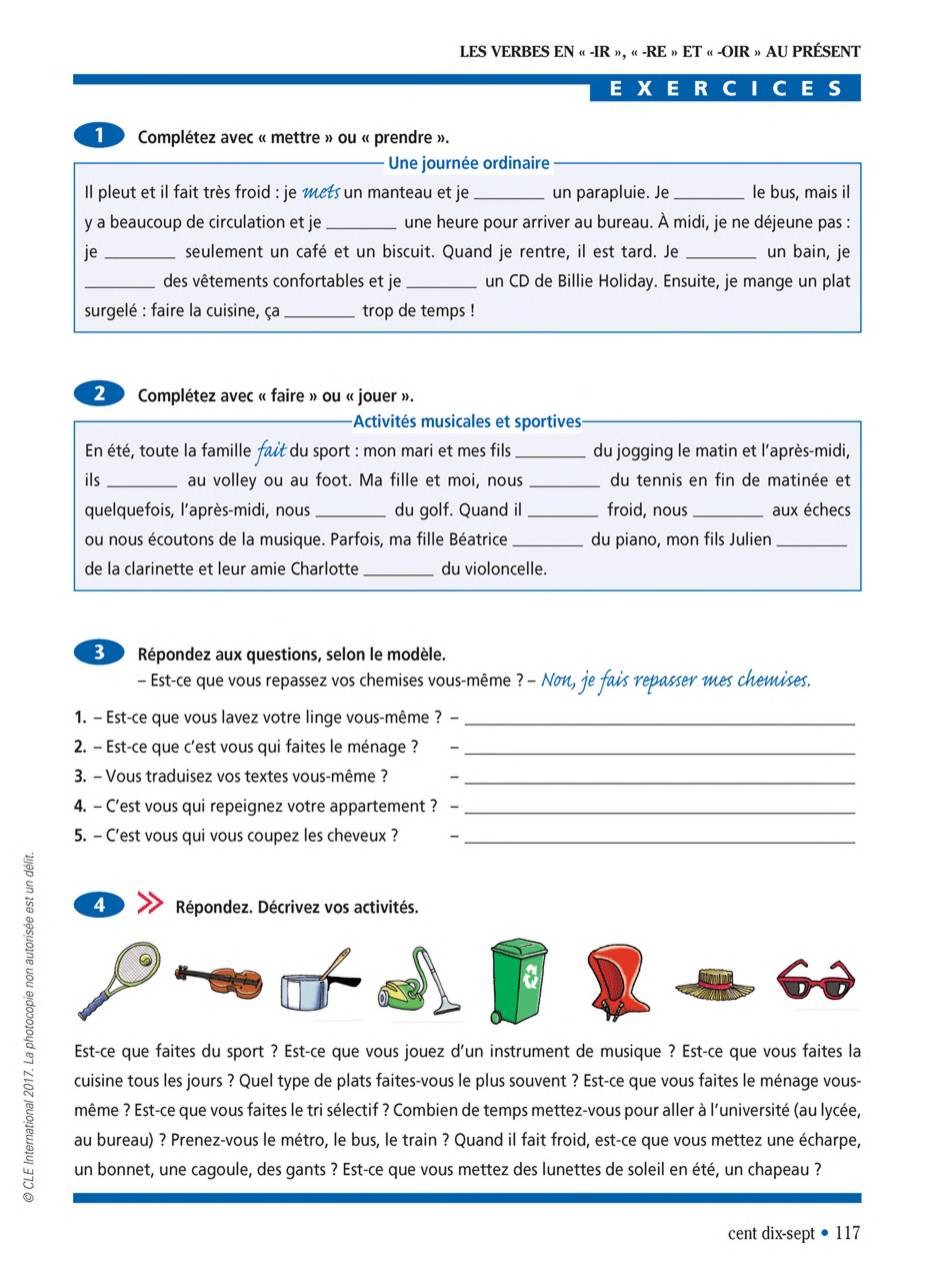 LES VERBES EN « -IR », « -RE » ET « -OIR » AU PRÉSENT
EXERCICES
1 Complétez avec « mettre » ou « prendre ».
Une journée ordinaire
Il pleut et il fait très froid : je mets un manteau et je ________ un parapluie. Je ________ le bus, mais il
y a beaucoup de circulation et je ________ une heure pour arriver au bureau. À midi, je ne déjeune pas :
je ________ seulement un café et un biscuit. Quand je rentre, il est tard. Je ________ un bain, je
________ des vêtements confortables et je ________ un CD de Billie Holiday. Ensuite, je mange un plat
surgelé : faire la cuisine, ça ________ trop de temps !
2 Complétez avec « faire » ou « jouer ».
Activités musicales et sportives
En été, toute la famille fait du sport : mon mari et mes fils ________ du jogging le matin et l'après-midi,
ils ________ au volley ou au foot. Ma fille et moi, nous ________ du tennis en fin de matinée et
quelquefois, l'après-midi, nous ________ du golf. Quand il ________ froid, nous ________ aux échecs
ou nous écoutons de la musique. Parfois, ma fille Béatrice ________ du piano, mon fils Julien ________
de la clarinette et leur amie Charlotte ________ du violoncelle.
3 Répondez aux questions, selon le modèle.
– Est-ce que vous repassez vos chemises vous-même ? – Non, je fais repasser mes chemises.
1. – Est-ce que vous lavez votre linge vous-même ? – ________
2. – Est-ce que c'est vous qui faites le ménage ? – ________
3. – Vous traduisez vos textes vous-même ? – ________
4. – C'est vous qui repeignez votre appartement ? – ________
5. – C'est vous qui vous coupez les cheveux ? – ________
4 Répondez. Décrivez vos activités.
Est-ce que faites du sport ? Est-ce que vous jouez d'un instrument de musique ? Est-ce que vous faites la
cuisine tous les jours ? Quel type de plats faites-vous le plus souvent ? Est-ce que vous faites le ménage vous-
même ? Est-ce que vous faites le tri sélectif ? Combien de temps mettez-vous pour aller à l'université (au lycée,
au bureau) ? Prenez-vous le métro, le bus, le train ? Quand il fait froid, est-ce que vous mettez une écharpe,
un bonnet, une cagoule, des gants ? Est-ce que vous mettez des lunettes de soleil en été, un chapeau ?
© CLE International 2017. La photocopie non autorisée est un délit.
cent dix-sept • 117